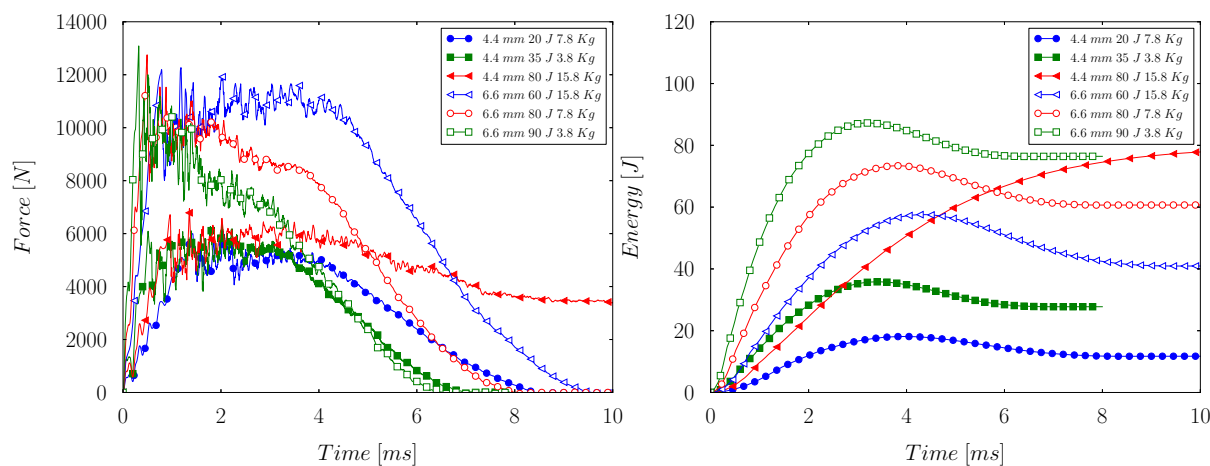 14000
12000
10000
8000
6000
4000
2000
0
Force [N]
0 2 4 6 8 10
Time [ms]
4.4 mm 20 J 7.8 Kg
4.4 mm 35 J 3.8 Kg
4.4 mm 80 J 15.8 Kg
6.6 mm 60 J 15.8 Kg
6.6 mm 80 J 7.8 Kg
6.6 mm 90 J 3.8 Kg
120
100
80
60
40
20
0
Energy [J]
0 2 4 6 8 10
Time [ms]
4.4 mm 20 J 7.8 Kg
4.4 mm 35 J 3.8 Kg
4.4 mm 80 J 15.8 Kg
6.6 mm 60 J 15.8 Kg
6.6 mm 80 J 7.8 Kg
6.6 mm 90 J 3.8 Kg